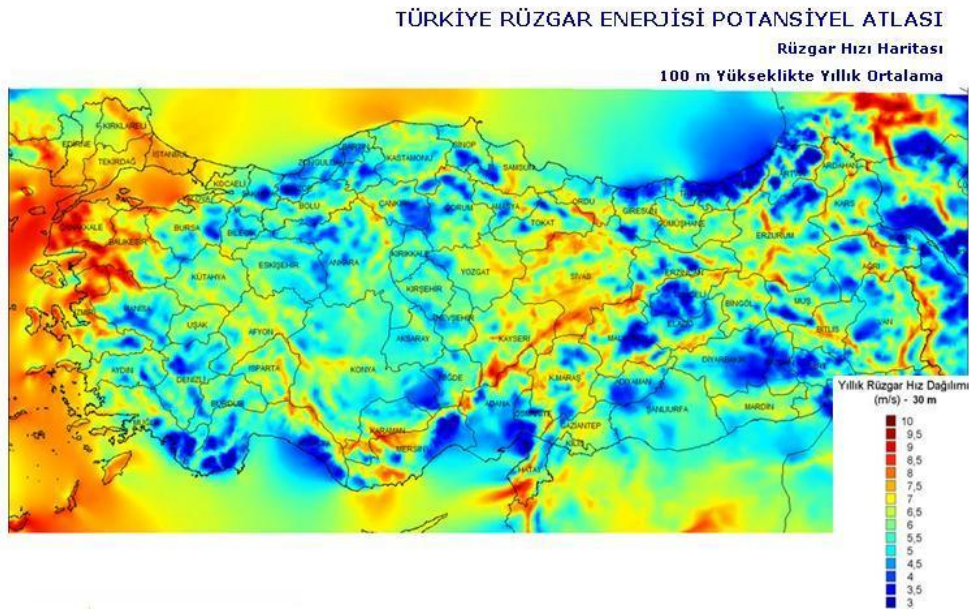 TÜRKİYE RÜZGAR ENERJİSİ POTANSİYEL ATLASI
Rüzgar Hızı Haritası
100 m Yükseklikte Yıllık Ortalama
KIRKLARELİ
EDİRNE
TEKİRDAĞ
İSTANBUL
KOCAELİ
BARTIN
KASTAMONU
SİNOP
SAMSUN
BOLU
ÇANKIRI
ÇORUM
AMASYA
TOKAT
ORDU
GİRESUN
GÜMÜŞHANE
ARTVİN
ARDAHAN
KARS
ERZURUM
AĞRI
ÇANAKKALE
BALIKESİR
BURSA
BİLECİK
KÜTAHYA
ESKİŞEHİR
ANKARA
KIRIKKALE
KIRŞEHİR
YOZGAT
SİVAS
ERZİNCAN
ELAZIĞ
BİNGÖL
MUŞ
BİTLİS
VAN
İZMİR
MANİSA
UŞAK
AFYON
KONYA
AKSARAY
NEVŞEHİR
KAYSERİ
NİĞDE
AYDIN
DENİZLİ
ISPARTA
BURDUR
KARAMAN
MERSİN
ADANA
OSMANİYE
K.MARAŞ
GAZİANTEP
KİLİS
HATAY
ADIYAMAN
ŞANLIURFA
DİYARBAKIR
MARDİN
Yıllık Rüzgar Hız Dağılımı
(m/s) - 30 m
10
9,5
9
8,5
8
7,5
7
6,5
6
5,5
5
4,5
4
3,5
3